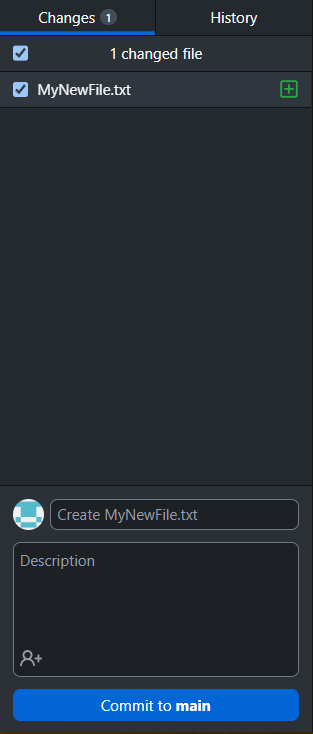 Changes 1 History
1 changed file
MyNewFile.txt
Create MyNewFile.txt
Description
Commit to main